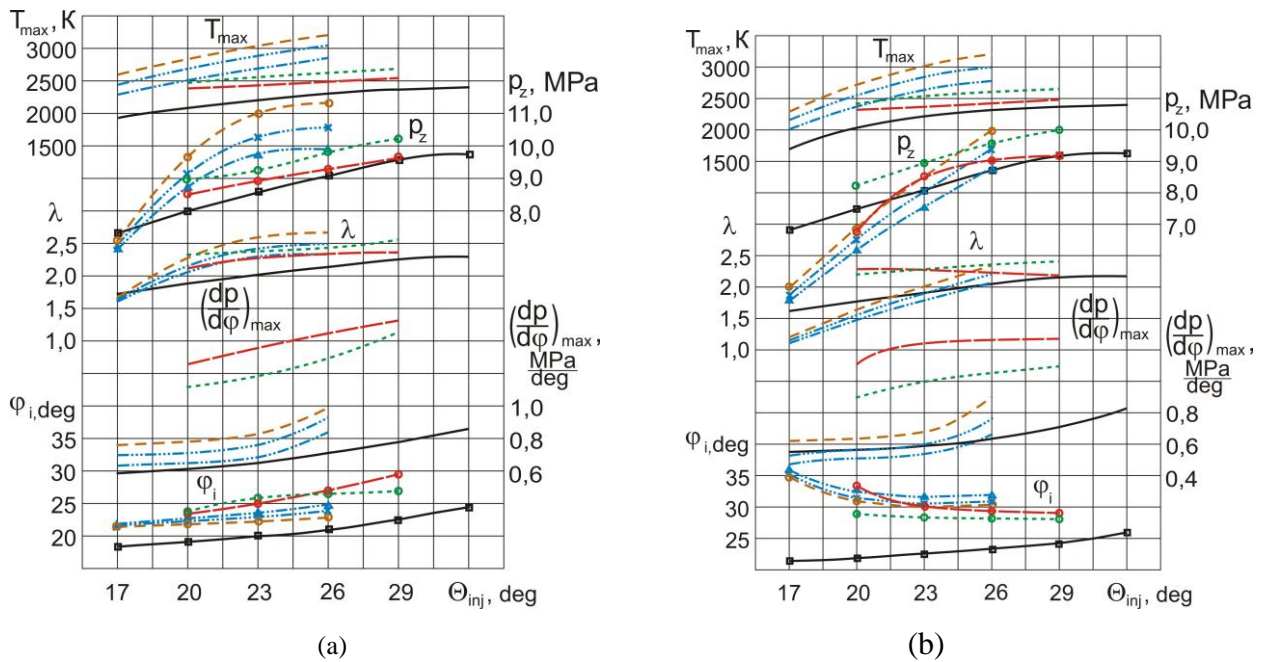 T_max, К
3000
2500
2000
1500
T_max
p_z, MPa
11,0
10,0
9,0
8,0
p_z
λ
2,5
2,0
1,5
1,0
λ
(dp/dφ)_max
(dp/dφ)_max, MPa/deg
1,0
0,8
0,6
φ_i,deg
35
30
25
20
φ_i
17 20 23 26 29 Θ_inj, deg
(a)
T_max, К
3000
2500
2000
1500
T_max
p_z, MPa
10,0
9,0
8,0
7,0
p_z
λ
2,5
2,0
1,5
1,0
λ
(dp/dφ)_max
(dp/dφ)_max, MPa/deg
0,8
0,6
0,4
φ_i,deg
35
30
25
φ_i
17 20 23 26 29 Θ_inj, deg
(b)